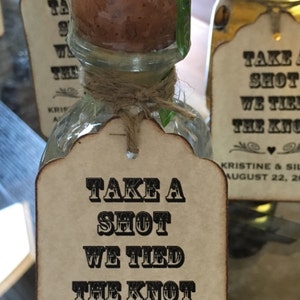 TAKE A
SHOT
WE TIED
THE KNOT
TAKE A
SHOT
WE TIED
THE KNOT
KRISTINE & SIL
AUGUST 22, 20